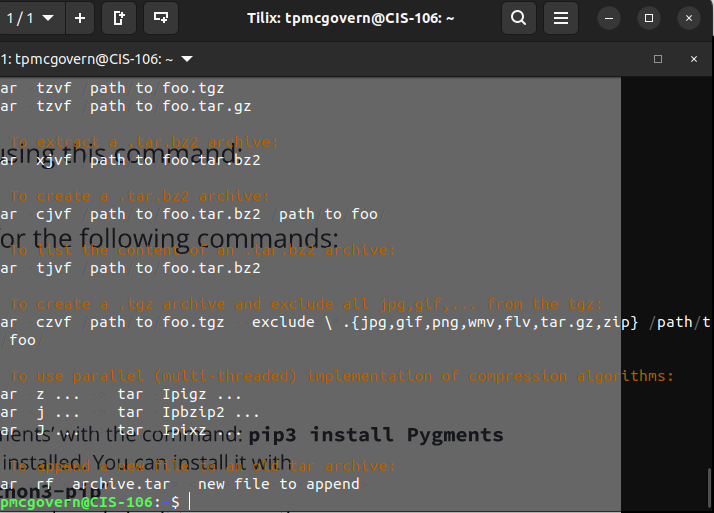 1 / 1
Tilix: tpmcgovern@CIS-106: ~
1: tpmcgovern@CIS-106: ~
ar  tzvf /path to foo.tgz
ar  tzvf /path to foo.tar.gz
To extract a .tar.bz2 archive:
using this command:
ar  xjvf /path to foo.tar.bz2
To create a .tar.bz2 archive:
ar  cjvf /path to foo.tar.bz2 /path to foo
for the following commands:
To list the content of an .tar.bz2 archive:
ar  tjvf /path to foo.tar.bz2
To create a .tgz archive and exclude all jpg,gif,... from the tgz:
ar  czvf /path to foo.tgz   exclude \ .{jpg,gif,png,wmv,flv,tar.gz,zip} /path/t
foo/
To use parallel (multi-threaded) implementation of compression algorithms:
ar  z ...    tar  Ipigz ...
ar  j ...    tar  Ipbzip2 ...
ar  J ...    tar  Ipixz ...
ments’ with the command: pip3 install Pygments
installed. You can install it with
To append a new file to an old tar archive:
ar  rf  archive.tar   new file to append
hon3-pip
pmcgovern@CIS-106:~$